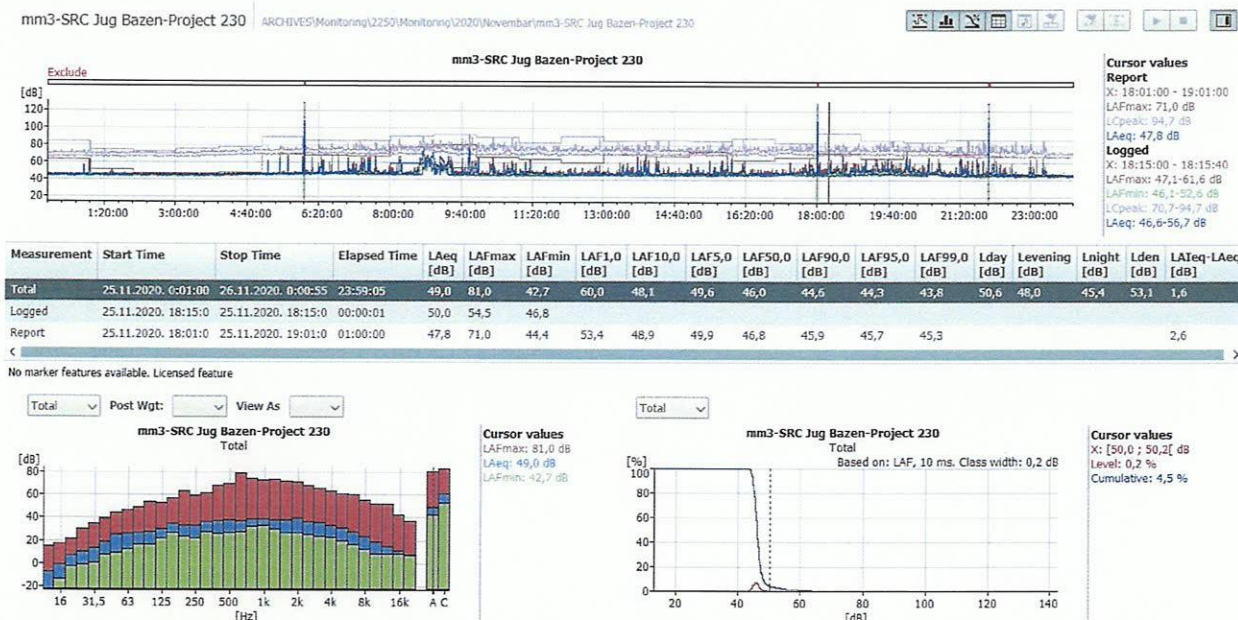 mm3-SRC Jug Bazen-Project 230 ARCHIVES\Monitoring\2250\Monitoring\2020\Novembar\mm3-SRC Jug Bazen-Project 230
mm3-SRC Jug Bazen-Project 230
Exclude
[dB]
120
100
80
60
40
20
1:20:00 3:00:00 4:40:00 6:20:00 8:00:00 9:40:00 11:20:00 13:00:00 14:40:00 16:20:00 18:00:00 19:40:00 21:20:00 23:00:00
Cursor values
Report
X: 18:01:00 - 19:01:00
LAFmax: 71,0 dB
LCpeak: 94,7 dB
LAeq: 47,8 dB
Logged
X: 18:15:00 - 18:15:40
LAFmax: 47,1-61,6 dB
LAFmin: 46,1-52,6 dB
LCpeak: 70,7-94,7 dB
LAeq: 46,6-56,7 dB
Measurement Start Time Stop Time Elapsed Time LAeq LAFmax LAFmin LAF1,0 LAF10,0 LAF5,0 LAF50,0 LAF90,0 LAF95,0 LAF99,0 Lday Levening Lnight Lden LAIeq-LAeq
[dB] [dB] [dB] [dB] [dB] [dB] [dB] [dB] [dB] [dB] [dB] [dB] [dB] [dB] [dB]
Total 25.11.2020. 0:01:00 26.11.2020. 0:00:55 23:59:05 49,0 81,0 42,7 60,0 48,1 49,6 46,0 44,6 44,3 43,8 50,6 48,0 45,4 53,1 1,6
Logged 25.11.2020. 18:15:0 25.11.2020. 18:15:0 00:00:01 50,0 54,5 46,8
Report 25.11.2020. 18:01:0 25.11.2020. 19:01:0 01:00:00 47,8 71,0 44,4 53,4 48,9 49,9 46,8 45,9 45,7 45,3 2,6
No marker features available. Licensed feature
Total Post Wgt: View As
mm3-SRC Jug Bazen-Project 230
Total
[dB]
80
60
40
20
0
-20
16 31,5 63 125 250 500 1k 2k 4k 8k 16k A C
[Hz]
Cursor values
LAFmax: 81,0 dB
LAeq: 49,0 dB
LAFmin: 42,7 dB
Total
mm3-SRC Jug Bazen-Project 230
Total
[%] Based on: LAF, 10 ms. Class width: 0,2 dB
100
80
60
40
20
0
20 40 60 80 100 120 140
[dB]
Cursor values
X: [50,0 ; 50,2[ dB
Level: 0,2 %
Cumulative: 4,5 %